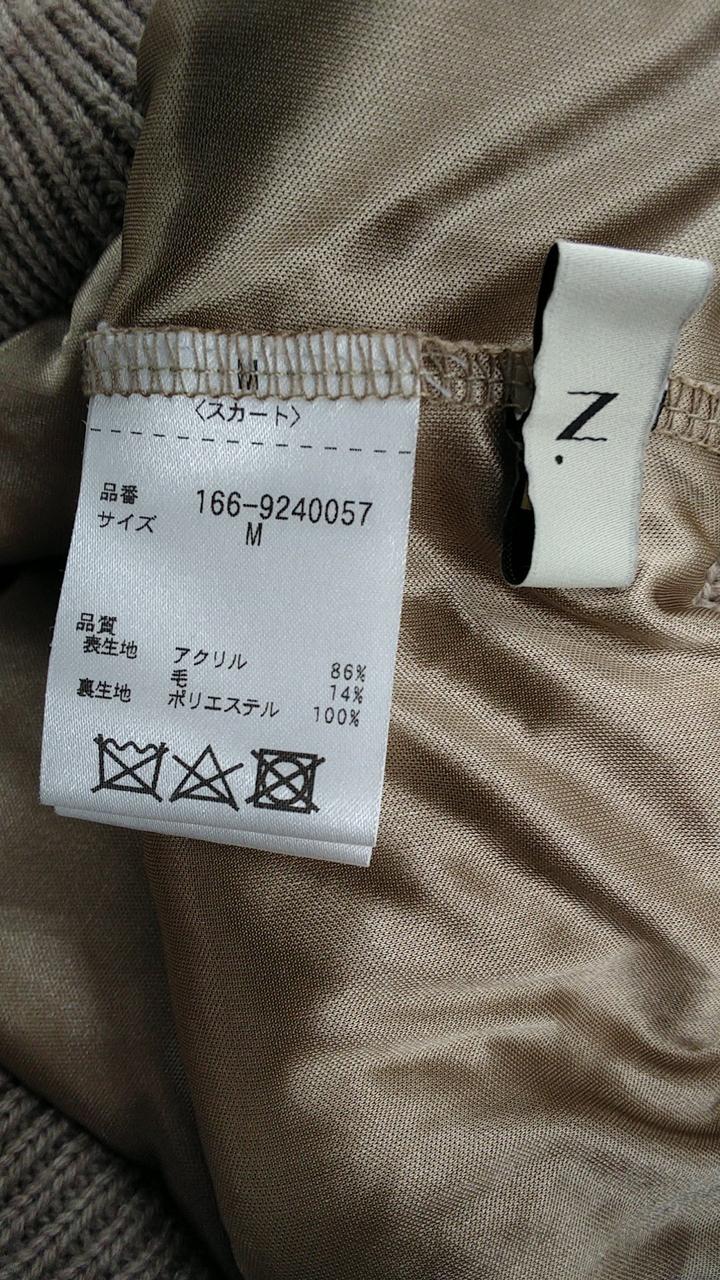 M
〈スカート〉
品番 166-9240057
サイズ M
品質
表生地 アクリル 86%
毛 14%
裏生地 ポリエステル 100%
N.